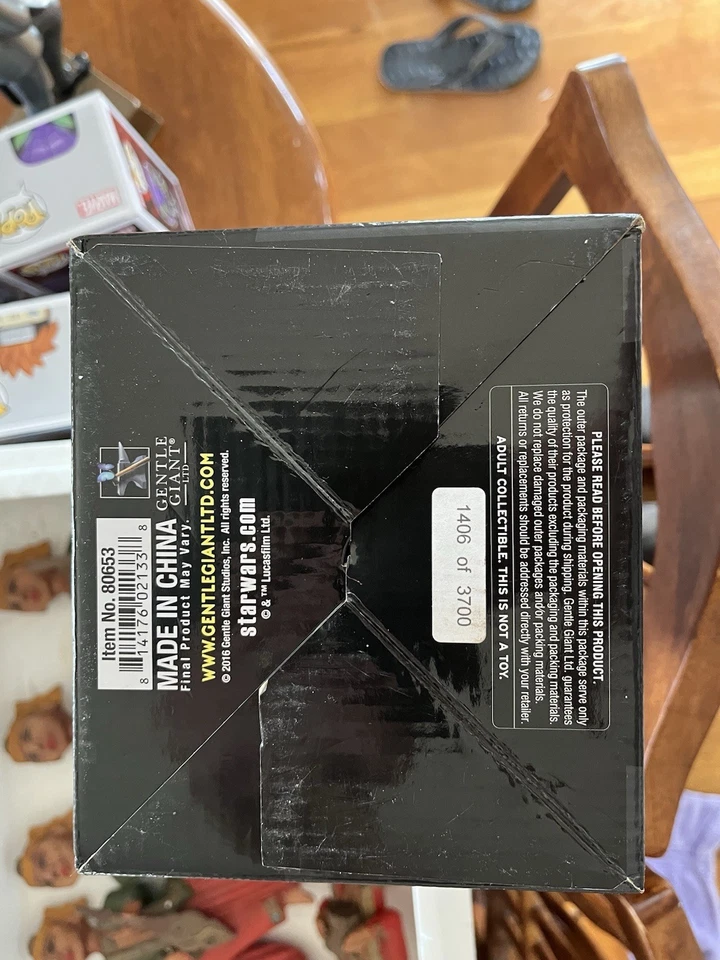 PLEASE READ BEFORE OPENING THIS PRODUCT.
The outer package and packaging materials within this package serve only
as protection for the product during shipping. Gentle Giant Ltd. guarantees
the quality of their products excluding the packaging and packing materials.
We do not replace damaged outer packages and/or packing materials.
All returns or replacements should be addressed directly with your retailer.
ADULT COLLECTIBLE. THIS IS NOT A TOY.
1406 of 3700
GENTLE
GIANT®
LTD
Item No. 80653
8 74176 02133 8
MADE IN CHINA
Final Product May Vary.
WWW.GENTLEGIANTLTD.COM
© 2016 Gentle Giant Studios, Inc. All rights reserved.
starwars.com
© & ™ Lucasfilm Ltd.
POP!
MARVEL